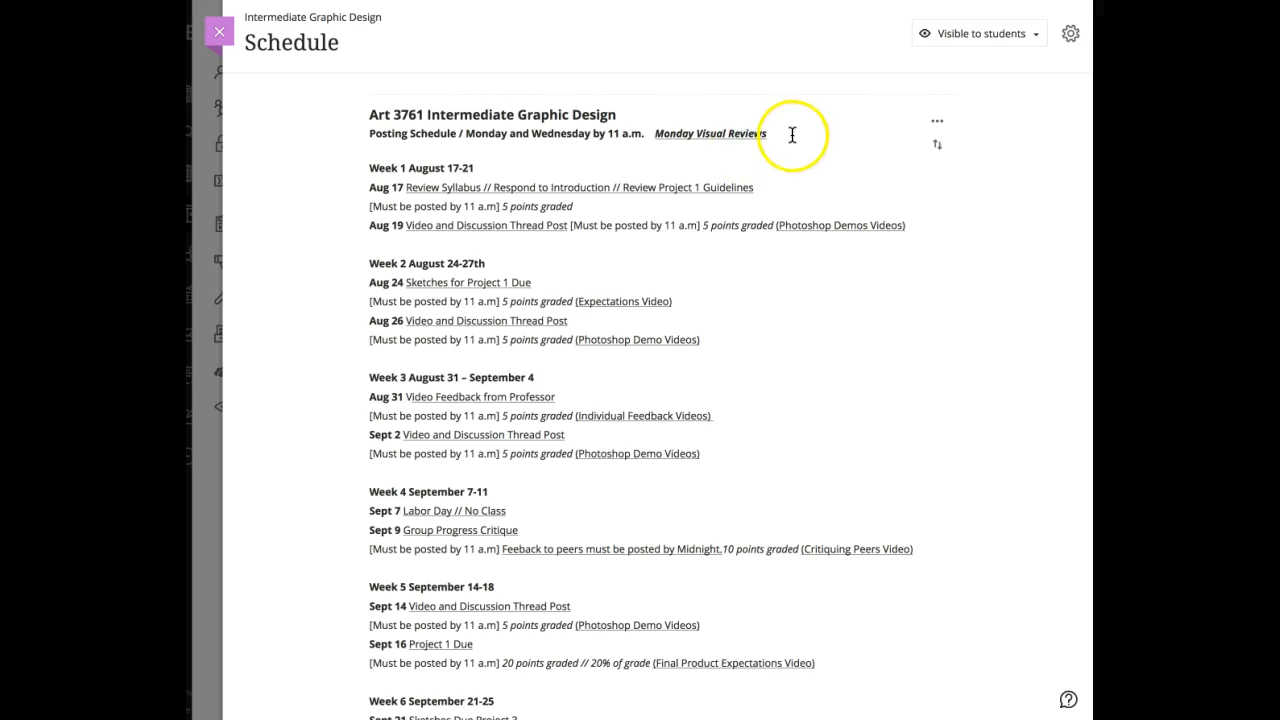 Intermediate Graphic Design
Schedule
Visible to students
Art 3761 Intermediate Graphic Design
Posting Schedule / Monday and Wednesday by 11 a.m. Monday Visual Reviews
Week 1 August 17-21
Aug 17 Review Syllabus // Respond to Introduction // Review Project 1 Guidelines
[Must be posted by 11 a.m] 5 points graded
Aug 19 Video and Discussion Thread Post [Must be posted by 11 a.m] 5 points graded (Photoshop Demos Videos)
Week 2 August 24-27th
Aug 24 Sketches for Project 1 Due
[Must be posted by 11 a.m] 5 points graded (Expectations Video)
Aug 26 Video and Discussion Thread Post
[Must be posted by 11 a.m] 5 points graded (Photoshop Demo Videos)
Week 3 August 31 – September 4
Aug 31 Video Feedback from Professor
[Must be posted by 11 a.m] 5 points graded (Individual Feedback Videos)
Sept 2 Video and Discussion Thread Post
[Must be posted by 11 a.m] 5 points graded (Photoshop Demo Videos)
Week 4 September 7-11
Sept 7 Labor Day // No Class
Sept 9 Group Progress Critique
[Must be posted by 11 a.m] Feeback to peers must be posted by Midnight.10 points graded (Critiquing Peers Video)
Week 5 September 14-18
Sept 14 Video and Discussion Thread Post
[Must be posted by 11 a.m] 5 points graded (Photoshop Demo Videos)
Sept 16 Project 1 Due
[Must be posted by 11 a.m] 20 points graded // 20% of grade (Final Product Expectations Video)
Week 6 September 21-25
Sept 21 Sketches Due Project 3